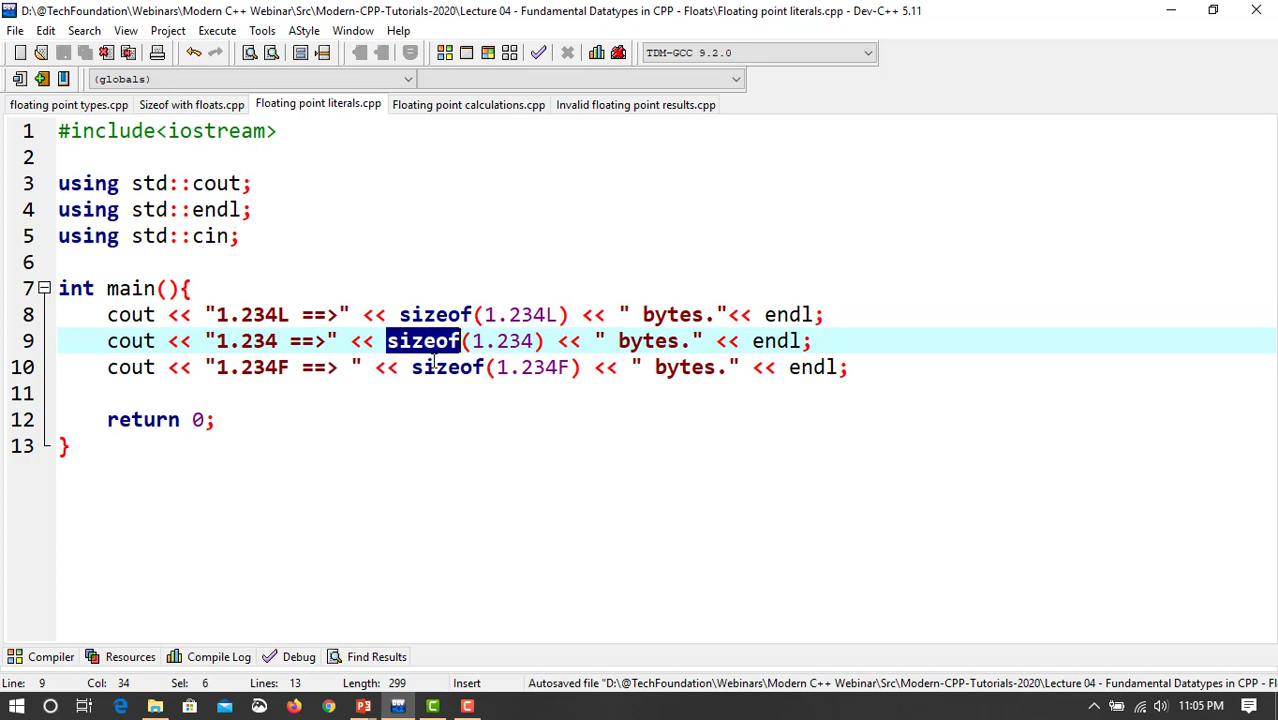 D:\@TechFoundation\Webinars\Modern C++ Webinar\Src\Modern-CPP-Tutorials-2020\Lecture 04 - Fundamental Datatypes in CPP - Floats\Floating point literals.cpp - Dev-C++ 5.11
File Edit Search View Project Execute Tools AStyle Window Help
TDM-GCC 9.2.0
(globals)
floating point types.cpp Sizeof with floats.cpp Floating point literals.cpp Floating point calculations.cpp Invalid floating point results.cpp
1 #include<iostream>
2
3 using std::cout;
4 using std::endl;
5 using std::cin;
6
7 int main(){
8 cout << "1.234L ==>" << sizeof(1.234L) << " bytes."<< endl;
9 cout << "1.234 ==>" << sizeof(1.234) << " bytes." << endl;
10 cout << "1.234F ==> " << sizeof(1.234F) << " bytes." << endl;
11
12 return 0;
13 }
Compiler Resources Compile Log Debug Find Results
Line: 9 Col: 34 Sel: 6 Lines: 13 Length: 299 Insert Autosaved file "D:\@TechFoundation\Webinars\Modern C++ Webinar\Src\Modern-CPP-Tutorials-2020\Lecture 04 - Fundamental Datatypes in CPP - Fl
11:05 PM